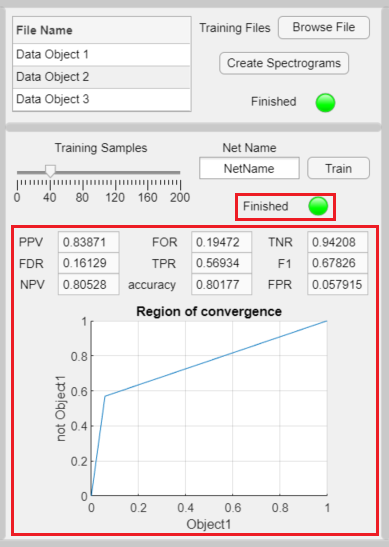 File Name
Training Files Browse File
Data Object 1
Data Object 2
Create Spectrograms
Data Object 3
Finished
Training Samples
Net Name
NetName Train
0 40 80 120 160 200
Finished
PPV 0.83871 FOR 0.19472 TNR 0.94208
FDR 0.16129 TPR 0.56934 F1 0.67826
NPV 0.80528 accuracy 0.80177 FPR 0.057915
Region of convergence
1
0.8
0.6
0.4
0.2
0
not Object1
0 0.2 0.4 0.6 0.8 1
Object1